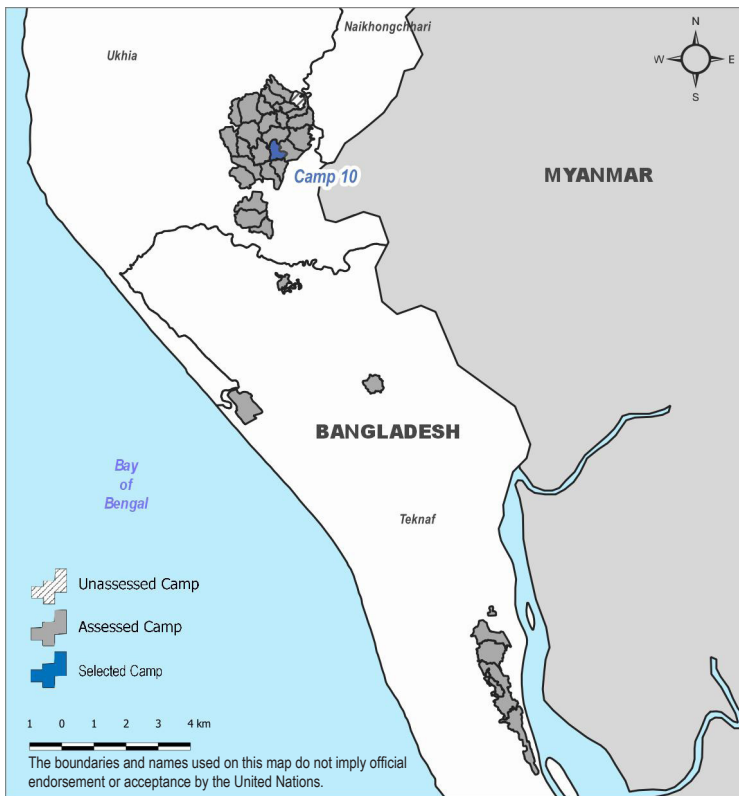 Naikhongchhari
Ukhia
N
W
E
S
Camp 10
MYANMAR
BANGLADESH
Bay
of
Bengal
Teknaf
Unassessed Camp
Assessed Camp
Selected Camp
1 0 1 2 3 4 km
The boundaries and names used on this map do not imply official
endorsement or acceptance by the United Nations.